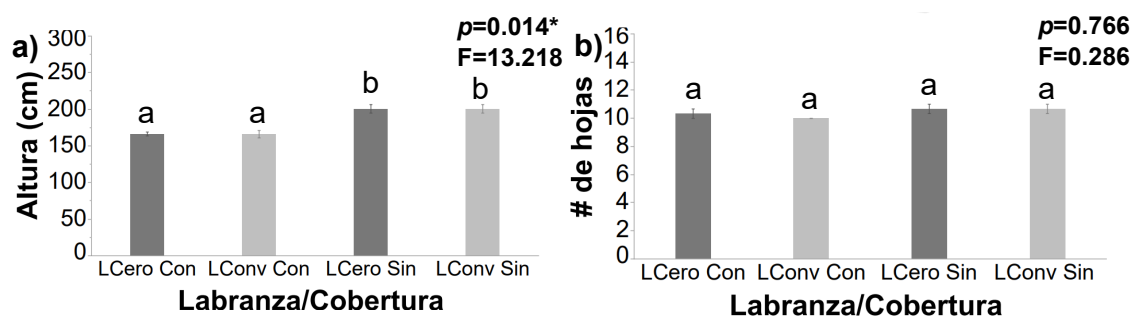 a)
p=0.014*
F=13.218
Altura (cm)
300
250
200
150
100
50
0
a
a
b
b
LCero Con
LConv Con
LCero Sin
LConv Sin
Labranza/Cobertura
b)
p=0.766
F=0.286
# de hojas
16
14
12
10
8
6
4
2
0
a
a
a
a
LCero Con
LConv Con
LCero Sin
LConv Sin
Labranza/Cobertura